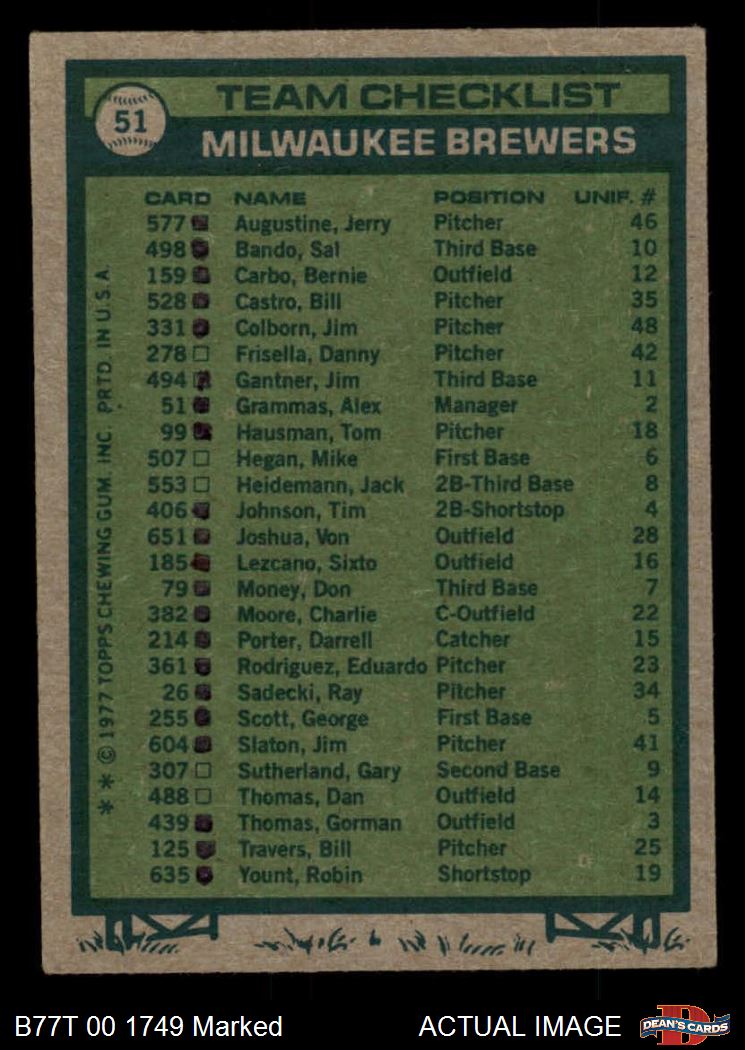 51
TEAM CHECKLIST
MILWAUKEE BREWERS
CARD NAME POSITION UNIF. #
577 Augustine, Jerry Pitcher 46
498 Bando, Sal Third Base 10
159 Carbo, Bernie Outfield 12
528 Castro, Bill Pitcher 35
331 Colborn, Jim Pitcher 48
278 Frisella, Danny Pitcher 42
494 Gantner, Jim Third Base 11
51 Grammas, Alex Manager 2
99 Hausman, Tom Pitcher 18
507 Hegan, Mike First Base 6
553 Heidemann, Jack 2B-Third Base 8
406 Johnson, Tim 2B-Shortstop 4
651 Joshua, Von Outfield 28
185 Lezcano, Sixto Outfield 16
79 Money, Don Third Base 7
382 Moore, Charlie C-Outfield 22
214 Porter, Darrell Catcher 15
361 Rodriguez, Eduardo Pitcher 23
26 Sadecki, Ray Pitcher 34
255 Scott, George First Base 5
604 Slaton, Jim Pitcher 41
307 Sutherland, Gary Second Base 9
488 Thomas, Dan Outfield 14
439 Thomas, Gorman Outfield 3
125 Travers, Bill Pitcher 25
635 Yount, Robin Shortstop 19
* * © 1977 TOPPS CHEWING GUM, INC. PRTD. IN U.S.A.
B77T 00 1749 Marked ACTUAL IMAGE DEAN'S CARDS